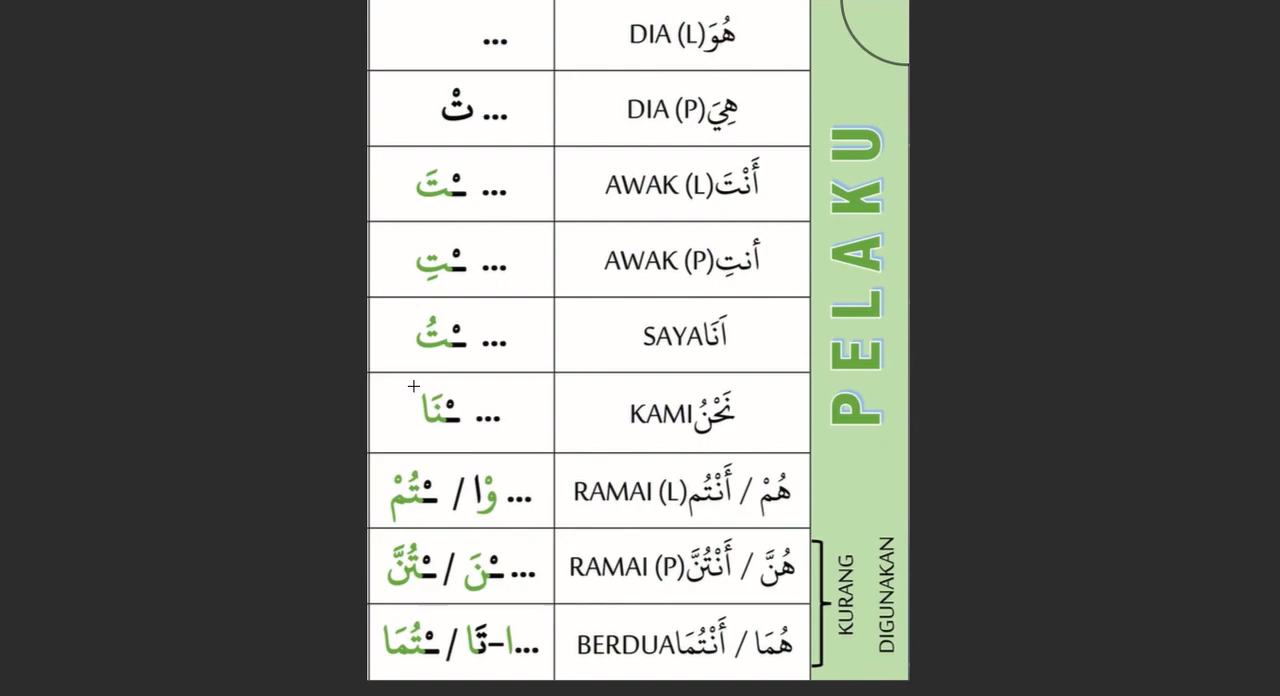 هُوَ DIA (L) ...
هِيَ DIA (P) ... تْ
أَنْتَ AWAK (L) ... ـْتَ
أنتِ AWAK (P) ... ـْتِ
اَنَا SAYA ... ـْتُ
نَحْنُ KAMI ... ـْنَا
هُمْ / أَنْتُم RAMAI (L) ... وْا / ـْتُمْ
هُنَّ / أَنْتُنَّ RAMAI (P) ... ـْنَ / ـْتُنَّ
هُمَا / أَنْتُمَا BERDUA ...ا–تَا / ـْتُمَا
PELAKU
KURANG
DIGUNAKAN